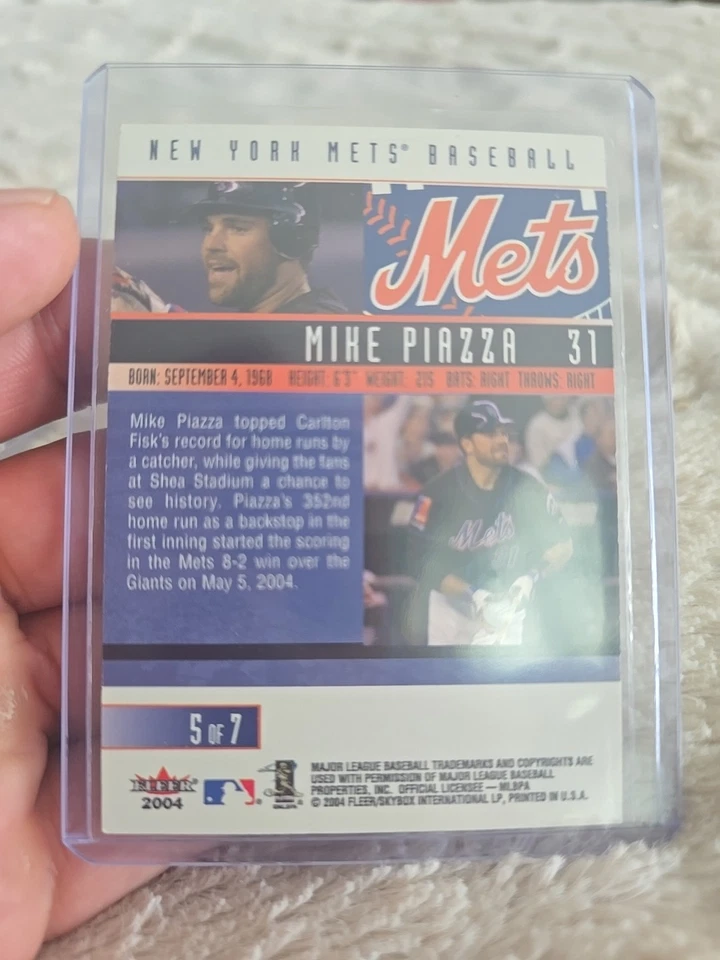 NEW YORK METS® BASEBALL
Mets
MIKE PIAZZA 31
BORN: SEPTEMBER 4, 1968 HEIGHT: 6'3" WEIGHT: 215 BATS: RIGHT THROWS: RIGHT
Mike Piazza topped Carlton
Fisk's record for home runs by
a catcher, while giving the fans
at Shea Stadium a chance to
see history. Piazza's 352nd
home run as a backstop in the
first inning started the scoring
in the Mets 8-2 win over the
Giants on May 5, 2004.
Mets
5 OF 7
FLEER
2004
MAJOR LEAGUE BASEBALL TRADEMARKS AND COPYRIGHTS ARE
USED WITH PERMISSION OF MAJOR LEAGUE BASEBALL
PROPERTIES, INC. OFFICIAL LICENSEE — MLBPA
© 2004 FLEER/SKYBOX INTERNATIONAL LP, PRINTED IN U.S.A.